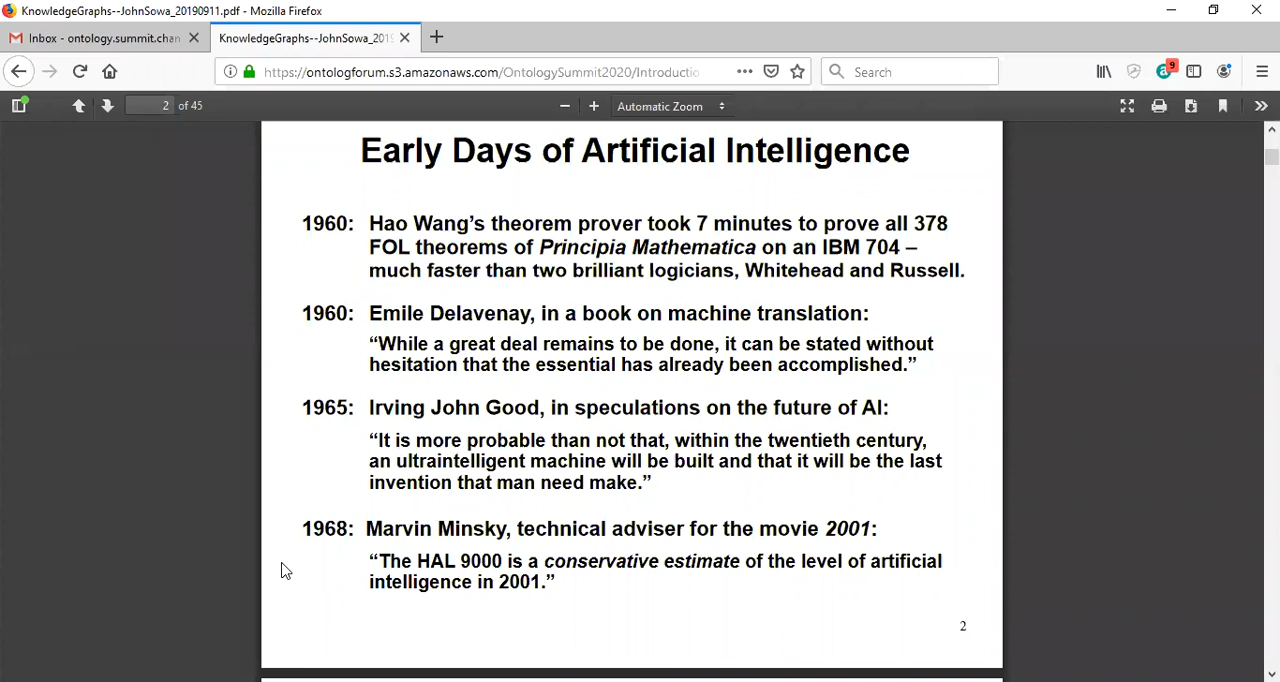 KnowledgeGraphs--JohnSowa_20190911.pdf - Mozilla Firefox
Inbox - ontology.summit.chan
KnowledgeGraphs--JohnSowa_201
https://ontologforum.s3.amazonaws.com/OntologySummit2020/Introductio
Search
9
2 of 45
Automatic Zoom
Early Days of Artificial Intelligence
1960: Hao Wang’s theorem prover took 7 minutes to prove all 378
FOL theorems of Principia Mathematica on an IBM 704 –
much faster than two brilliant logicians, Whitehead and Russell.
1960: Emile Delavenay, in a book on machine translation:
“While a great deal remains to be done, it can be stated without
hesitation that the essential has already been accomplished.”
1965: Irving John Good, in speculations on the future of AI:
“It is more probable than not that, within the twentieth century,
an ultraintelligent machine will be built and that it will be the last
invention that man need make.”
1968: Marvin Minsky, technical adviser for the movie 2001:
“The HAL 9000 is a conservative estimate of the level of artificial
intelligence in 2001.”
2